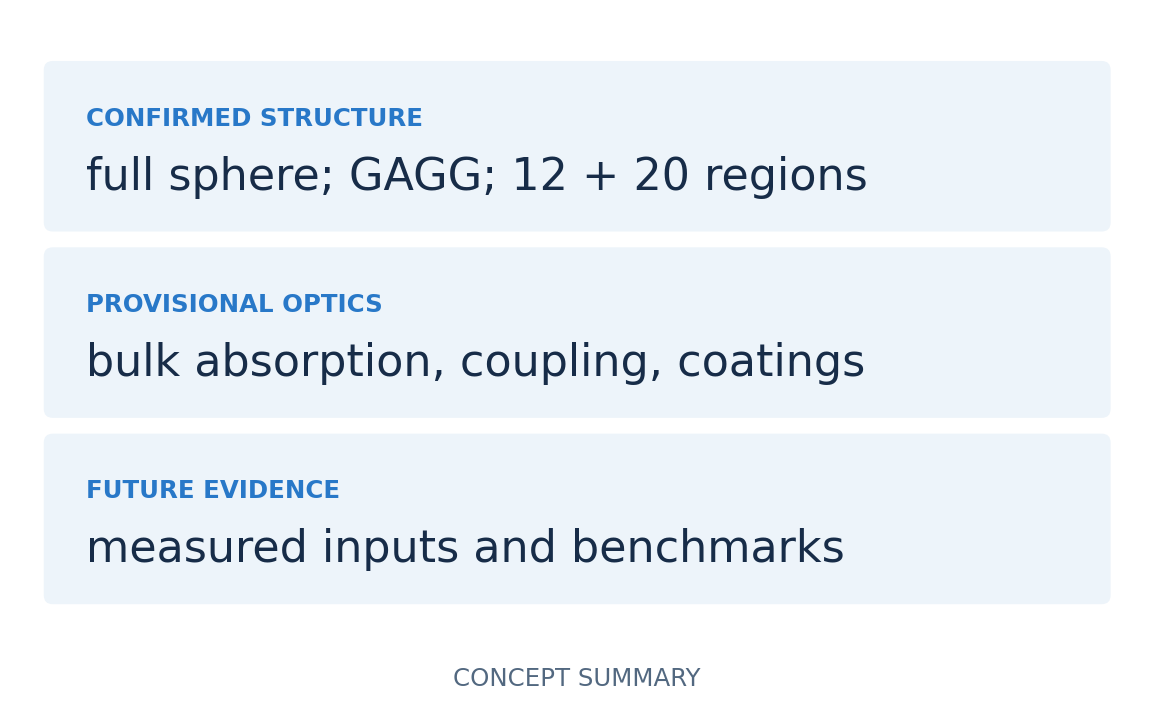 CONFIRMED STRUCTURE
full sphere; GAGG; 12 + 20 regions
PROVISIONAL OPTICS
bulk absorption, coupling, coatings
FUTURE EVIDENCE
measured inputs and benchmarks
CONCEPT SUMMARY